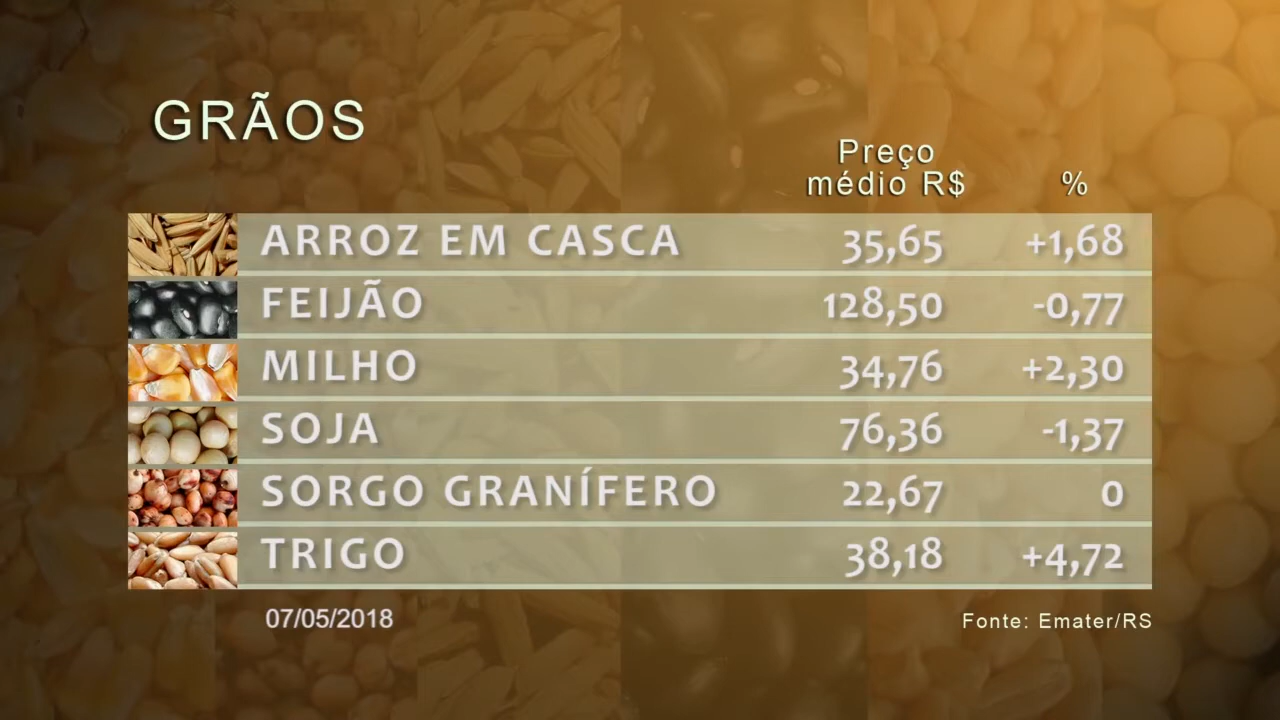 GRÃOS
Preço
médio R$ %
ARROZ EM CASCA 35,65 +1,68
FEIJÃO 128,50 -0,77
MILHO 34,76 +2,30
SOJA 76,36 -1,37
SORGO GRANÍFERO 22,67 0
TRIGO 38,18 +4,72
07/05/2018 Fonte: Emater/RS